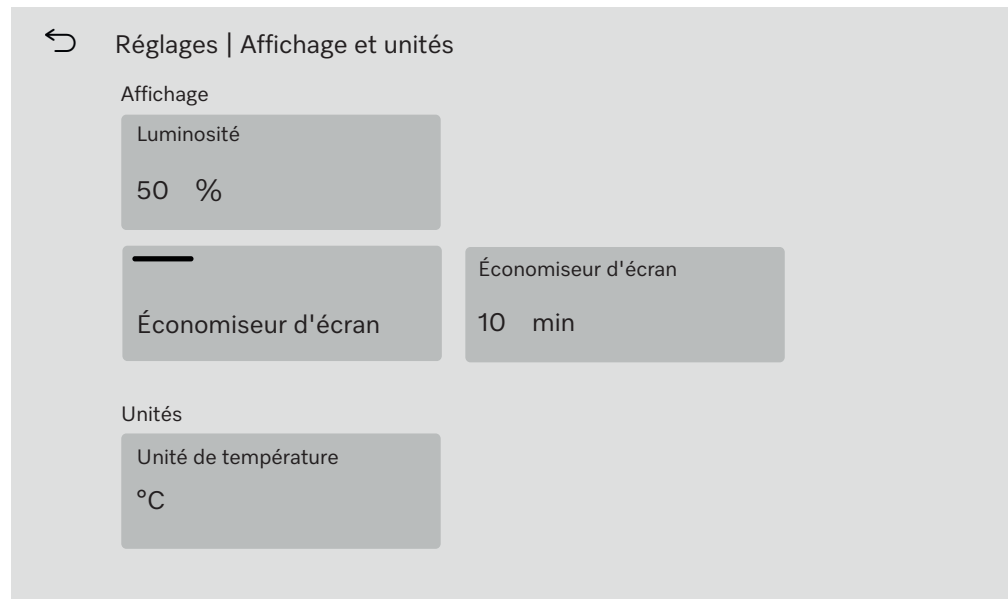 Réglages | Affichage et unités
Affichage
Luminosité
50 %
Économiseur d'écran
Économiseur d'écran
10 min
Unités
Unité de température
°C